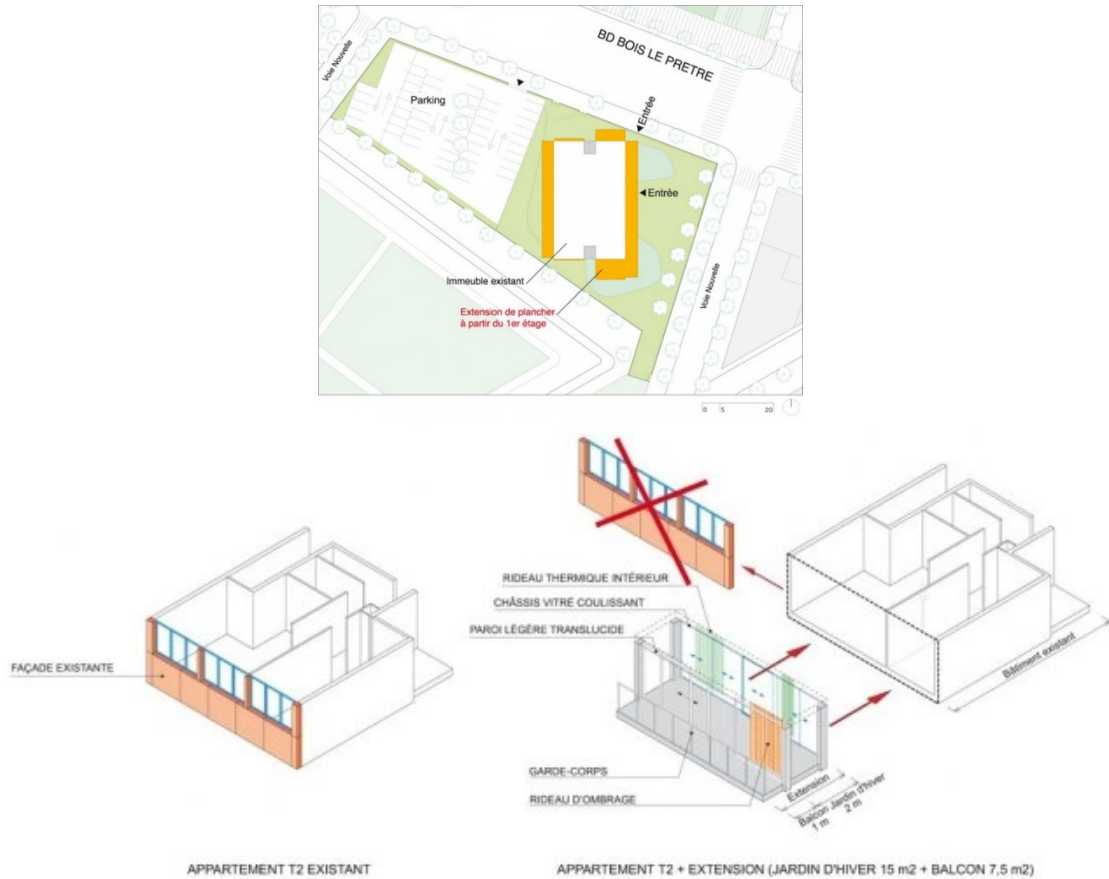 BD BOIS LE PRETRE
Voie Nouvelle
Parking
Entrée
Entrée
Immeuble existant
Extension de plancher
à partir du 1er étage
Voie Nouvelle
0 5 20
RIDEAU THERMIQUE INTÉRIEUR
CHÂSSIS VITRÉ COULISSANT
PAROI LÉGÈRE TRANSLUCIDE
FAÇADE EXISTANTE
Bâtiment existant
GARDE-CORPS
RIDEAU D'OMBRAGE
Extension
Balcon Jardin d'hiver
1 m 2 m
APPARTEMENT T2 EXISTANT
APPARTEMENT T2 + EXTENSION (JARDIN D'HIVER 15 m2 + BALCON 7,5 m2)